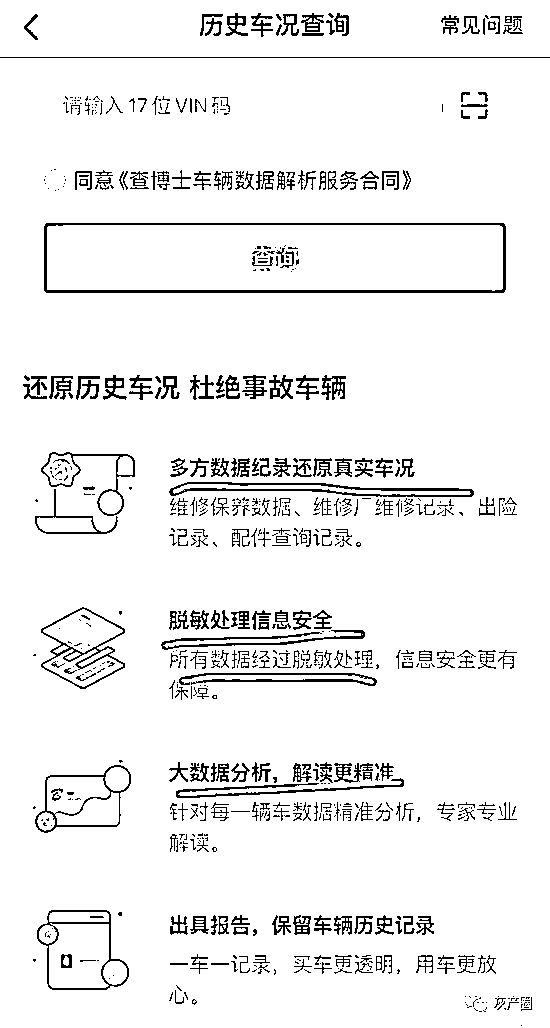 历史车况查询
常见问题
请输入 17 位 VIN 码
同意《查博士车辆数据解析服务合同》
查询
还原历史车况 杜绝事故车辆
多方数据纪录还原真实车况
维修保养数据、维修厂维修记录、出险
记录、配件查询记录。
脱敏处理信息安全
所有数据经过脱敏处理，信息安全更有
保障。
大数据分析，解读更精准
针对每一辆车数据精准分析，专家专业
解读。
出具报告，保留车辆历史记录
一车一记录，买车更透明，用车更放
心。
灰产圈